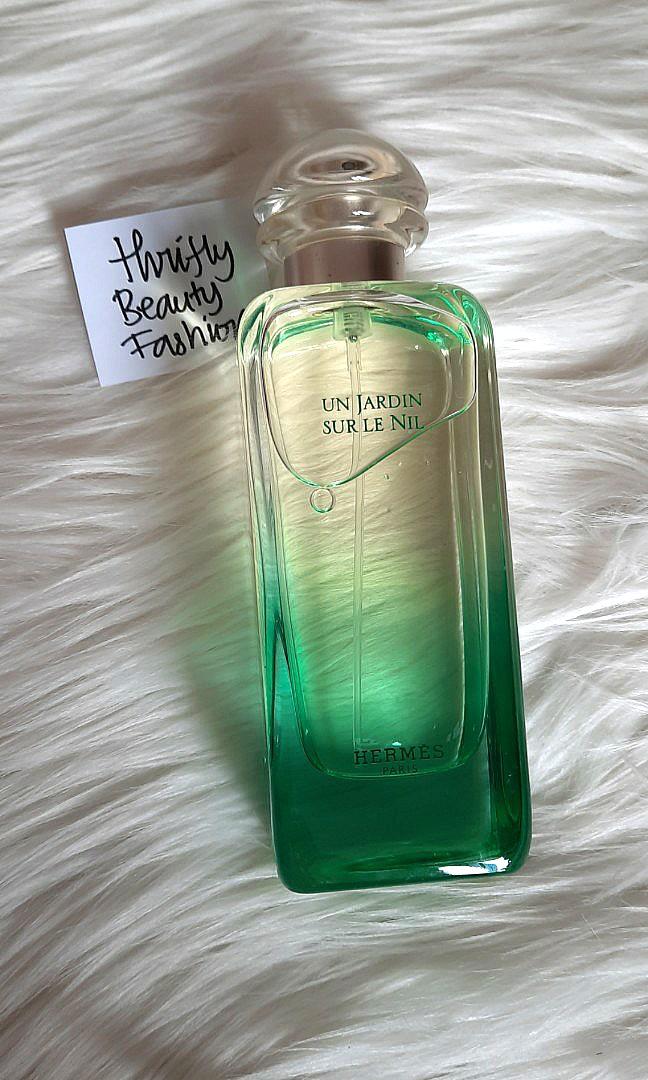 thrifty
Beauty
Fashion
UN JARDIN
SUR LE NIL
HERMÈS
PARIS